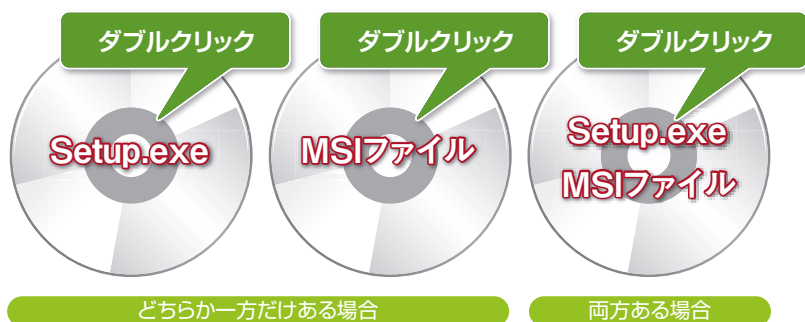 ダブルクリック
ダブルクリック
ダブルクリック
Setup.exe
MSIファイル
Setup.exe
MSIファイル
どちらか一方だけある場合
両方ある場合